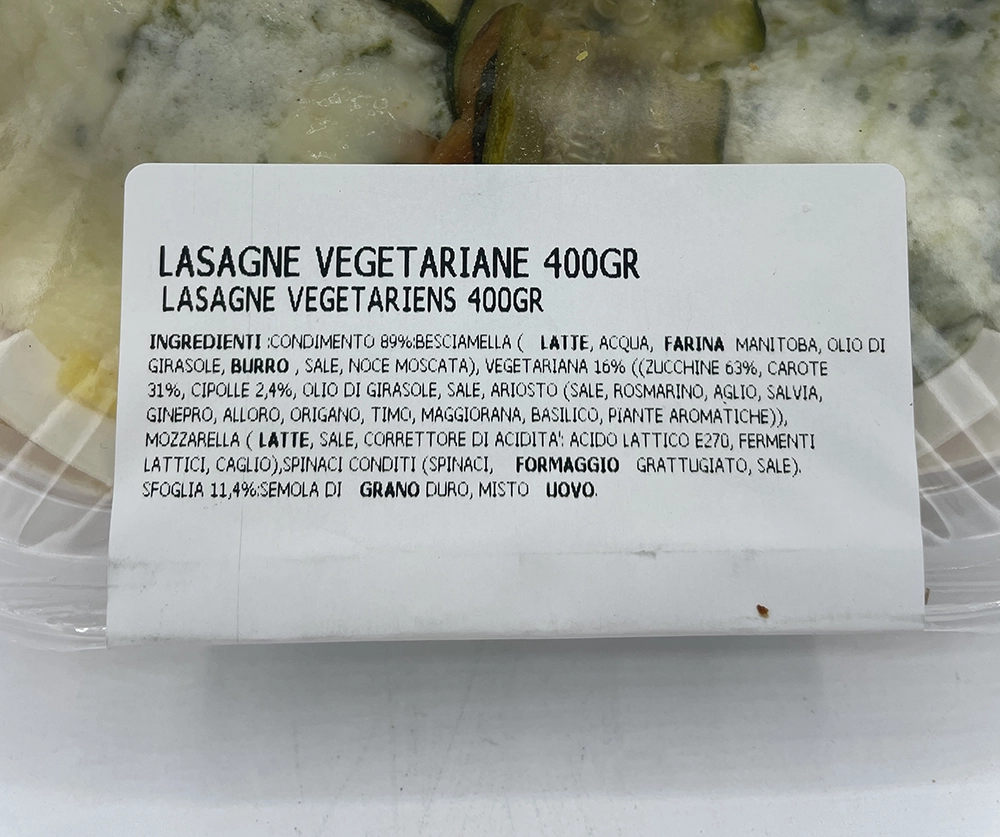 LASAGNE VEGETARIANE 400GR
LASAGNE VEGETARIENS 400GR
INGREDIENTI :CONDIMENTO 89%:BESCIAMELLA ( LATTE, ACQUA, FARINA MANITOBA, OLIO DI
GIRASOLE, BURRO , SALE, NOCE MOSCATA), VEGETARIANA 16% ((ZUCCHINE 63%, CAROTE
31%, CIPOLLE 2,4%, OLIO DI GIRASOLE, SALE, ARIOSTO (SALE, ROSMARINO, AGLIO, SALVIA,
GINEPRO, ALLORO, ORIGANO, TIMO, MAGGIORANA, BASILICO, PIANTE AROMATICHE)),
MOZZARELLA ( LATTE, SALE, CORRETTORE DI ACIDITA': ACIDO LATTICO E270, FERMENTI
LATTICI, CAGLIO),SPINACI CONDITI (SPINACI, FORMAGGIO GRATTUGIATO, SALE).
SFOGLIA 11,4%:SEMOLA DI GRANO DURO, MISTO UOVO.